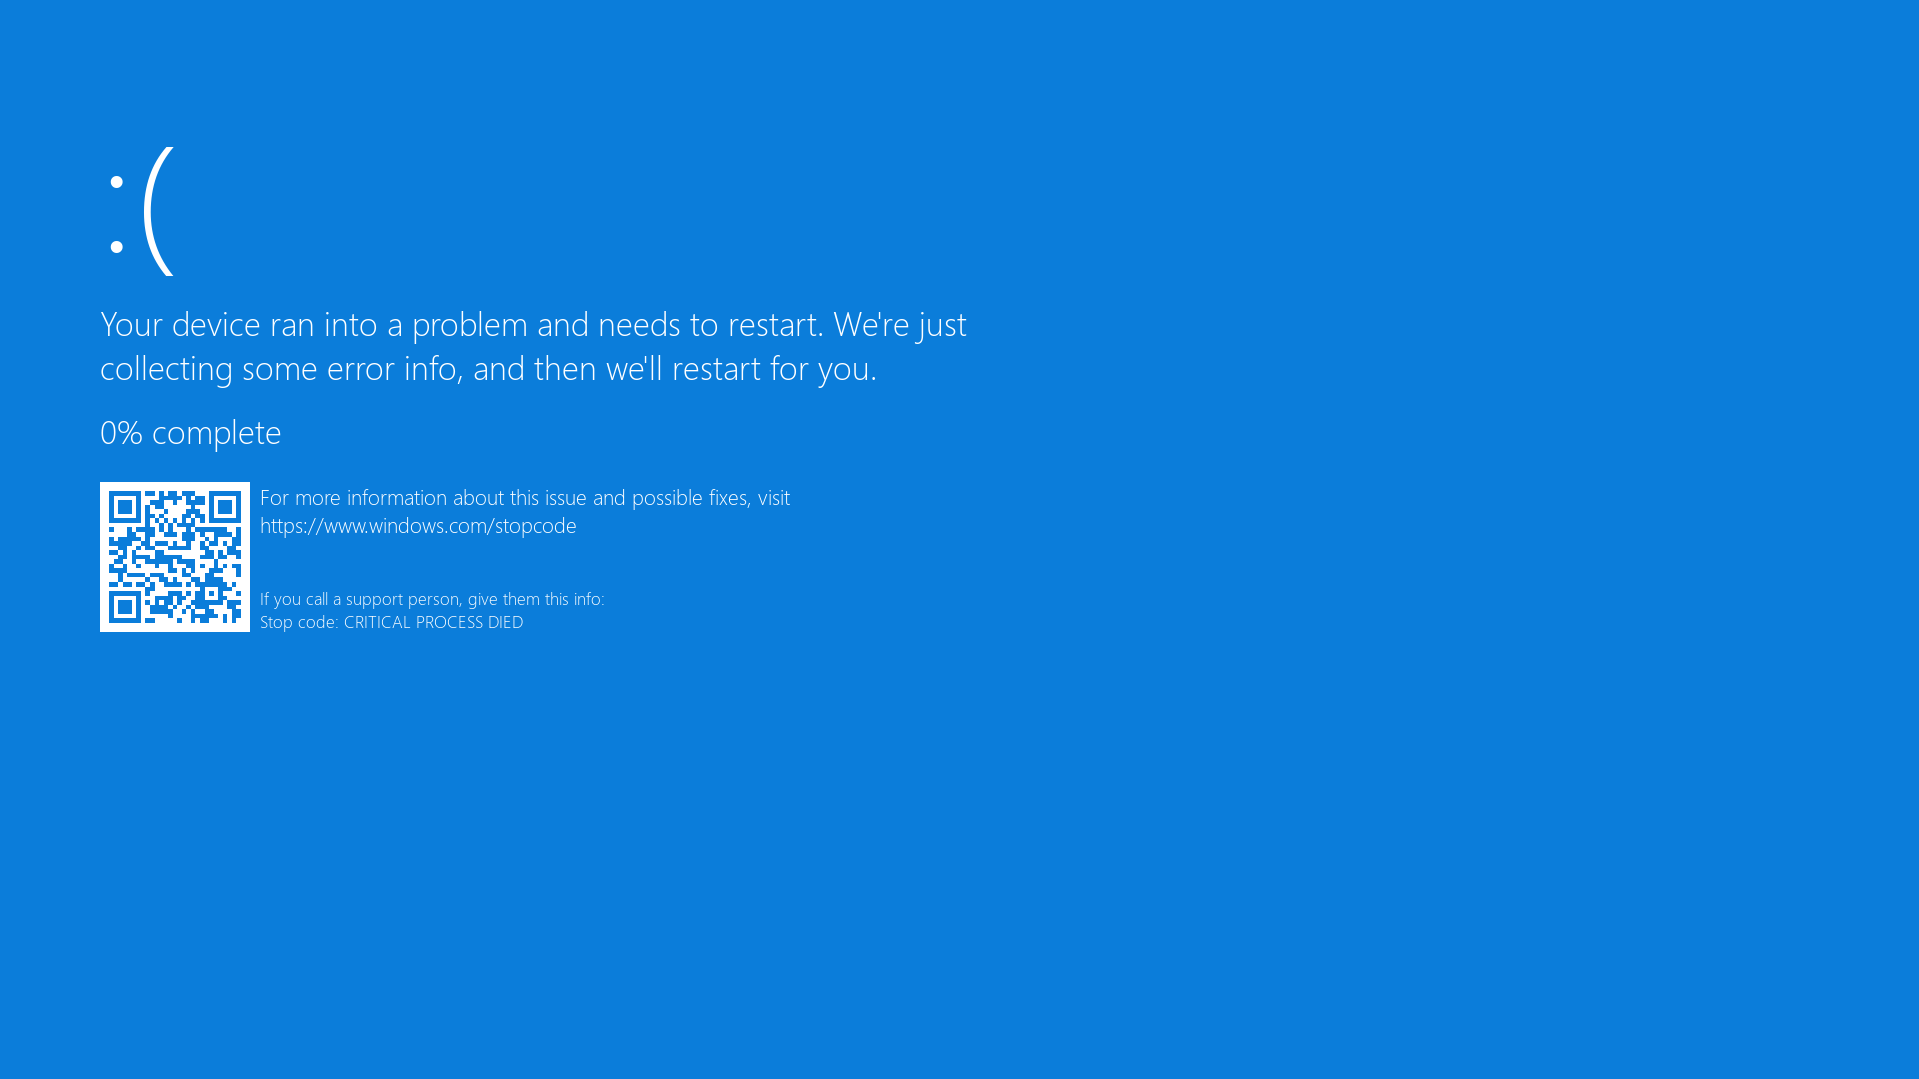 :(
Your device ran into a problem and needs to restart. We're just
collecting some error info, and then we'll restart for you.
0% complete
For more information about this issue and possible fixes, visit
https://www.windows.com/stopcode
If you call a support person, give them this info:
Stop code: CRITICAL PROCESS DIED